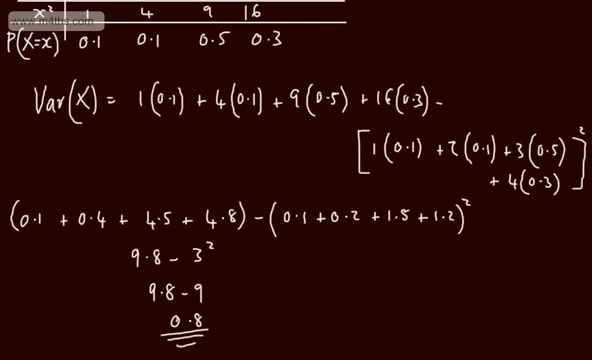 www.m4ths.com
x² 1 4 9 16
P(X=x) 0.1 0.1 0.5 0.3
Var(X) = 1(0.1) + 4(0.1) + 9(0.5) + 16(0.3) -
[1(0.1) + 2(0.1) + 3(0.5)
+ 4(0.3)]²
(0.1 + 0.4 + 4.5 + 4.8) - (0.1 + 0.2 + 1.5 + 1.2)²
9.8 - 3²
9.8 - 9
0.8